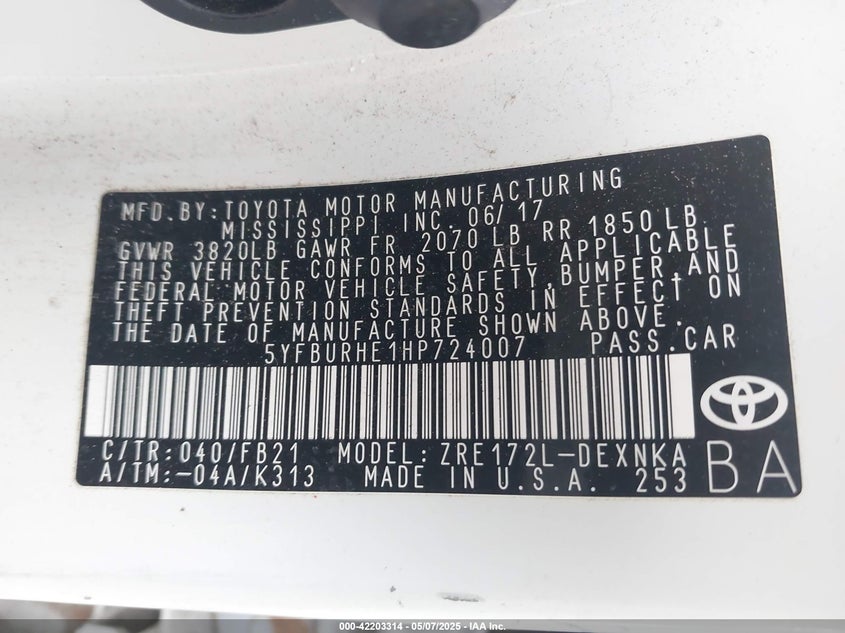 MFD. BY: TOYOTA MOTOR MANUFACTURING
MISSISSIPPI INC. 06/17
GVWR 3820LB GAWR FR 2070 LB RR 1850 LB
THIS VEHICLE CONFORMS TO ALL APPLICABLE
FEDERAL MOTOR VEHICLE SAFETY, BUMPER, AND
THEFT PREVENTION STANDARDS IN EFFECT ON
THE DATE OF MANUFACTURE SHOWN ABOVE.
5YFBURHE1HP724007 PASS. CAR
C/TR: 040/FB21 MODEL: ZRE172L-DEXNKA
A/TM: -04A/K313 MADE IN U.S.A. 253
BA
000-42203314 - 05/07/2025 - IAA Inc.